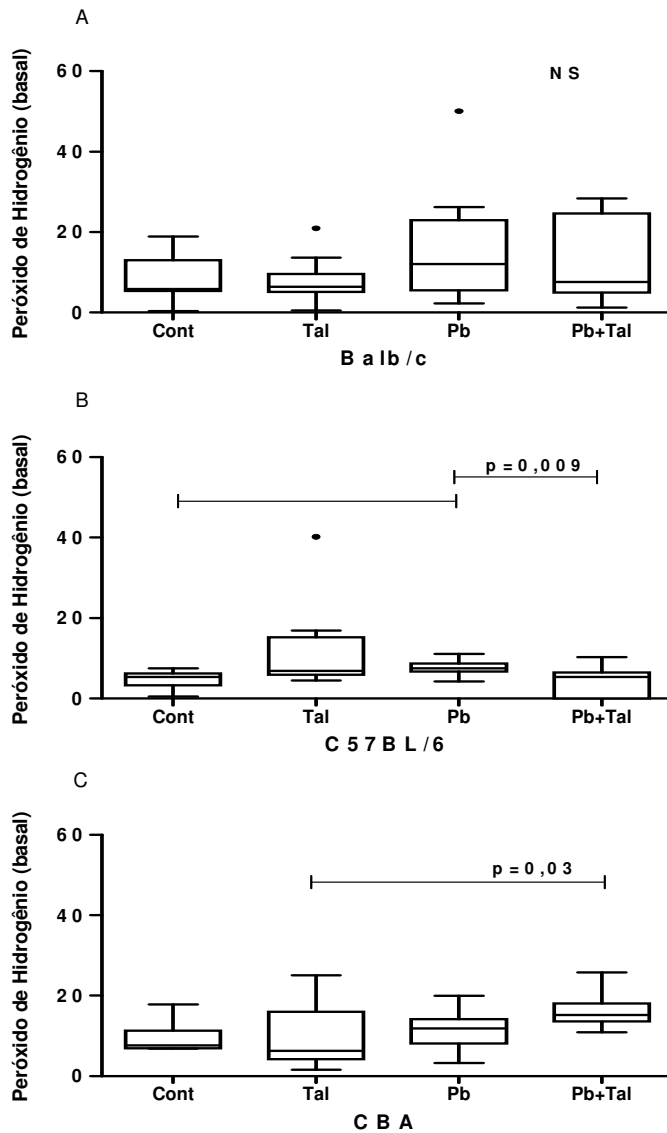 A
Peróxido de Hidrogênio (basal)
60
40
20
0
NS
Cont Tal Pb Pb+Tal
Balb/c
B
Peróxido de Hidrogênio (basal)
60
40
20
0
p=0,009
Cont Tal Pb Pb+Tal
C57BL/6
C
Peróxido de Hidrogênio (basal)
60
40
20
0
p=0,03
Cont Tal Pb Pb+Tal
CBA